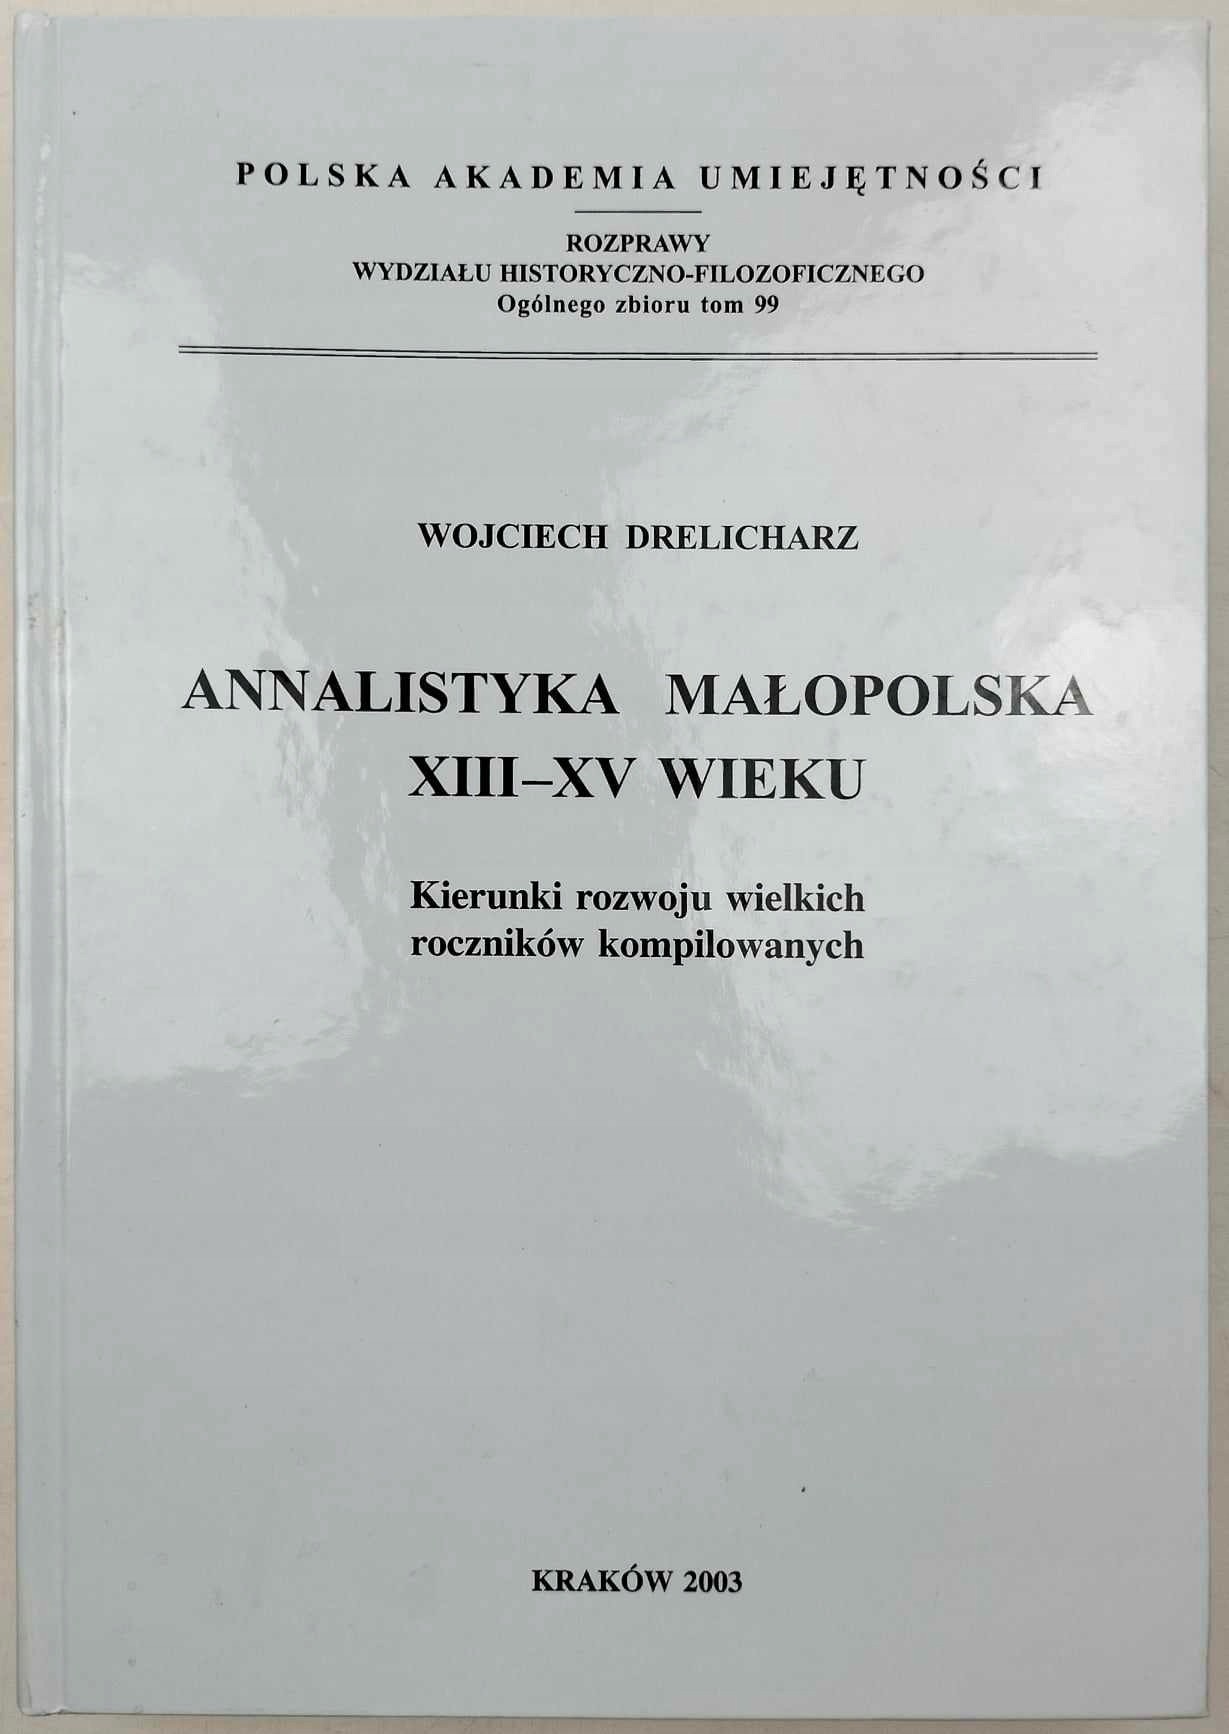 POLSKA AKADEMIA UMIEJĘTNOŚCI
ROZPRAWY
WYDZIAŁU HISTORYCZNO-FILOZOFICZNEGO
Ogólnego zbioru tom 99
WOJCIECH DRELICHARZ
ANNALISTYKA MAŁOPOLSKA
XIII–XV WIEKU
Kierunki rozwoju wielkich
roczników kompilowanych
KRAKÓW 2003